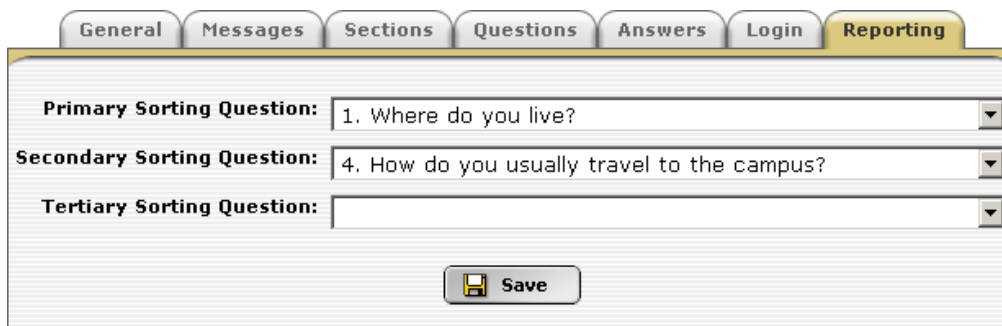 General Messages Sections Questions Answers Login Reporting
Primary Sorting Question: 1. Where do you live?
Secondary Sorting Question: 4. How do you usually travel to the campus?
Tertiary Sorting Question:
Save